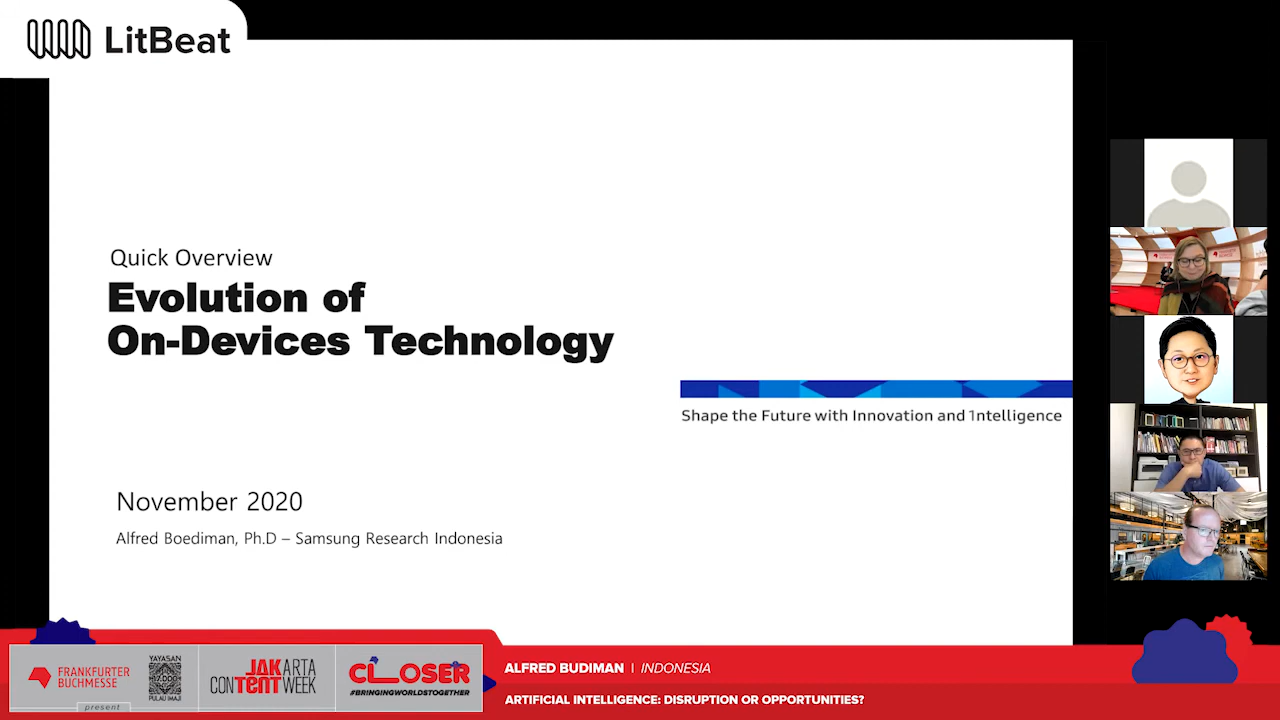 LitBeat
Quick Overview
Evolution of
On-Devices Technology
Shape the Future with Innovation and 1ntelligence
November 2020
Alfred Boediman, Ph.D – Samsung Research Indonesia
FRANKFURTER
BUCHMESSE
present
YAYASAN
17.000
PULAU IMAJI
JAKARTA
CONTENT WEEK
CLOSER
#BRINGINGWORLDSTOGETHER
ALFRED BUDIMAN | INDONESIA
ARTIFICIAL INTELLIGENCE: DISRUPTION OR OPPORTUNITIES?